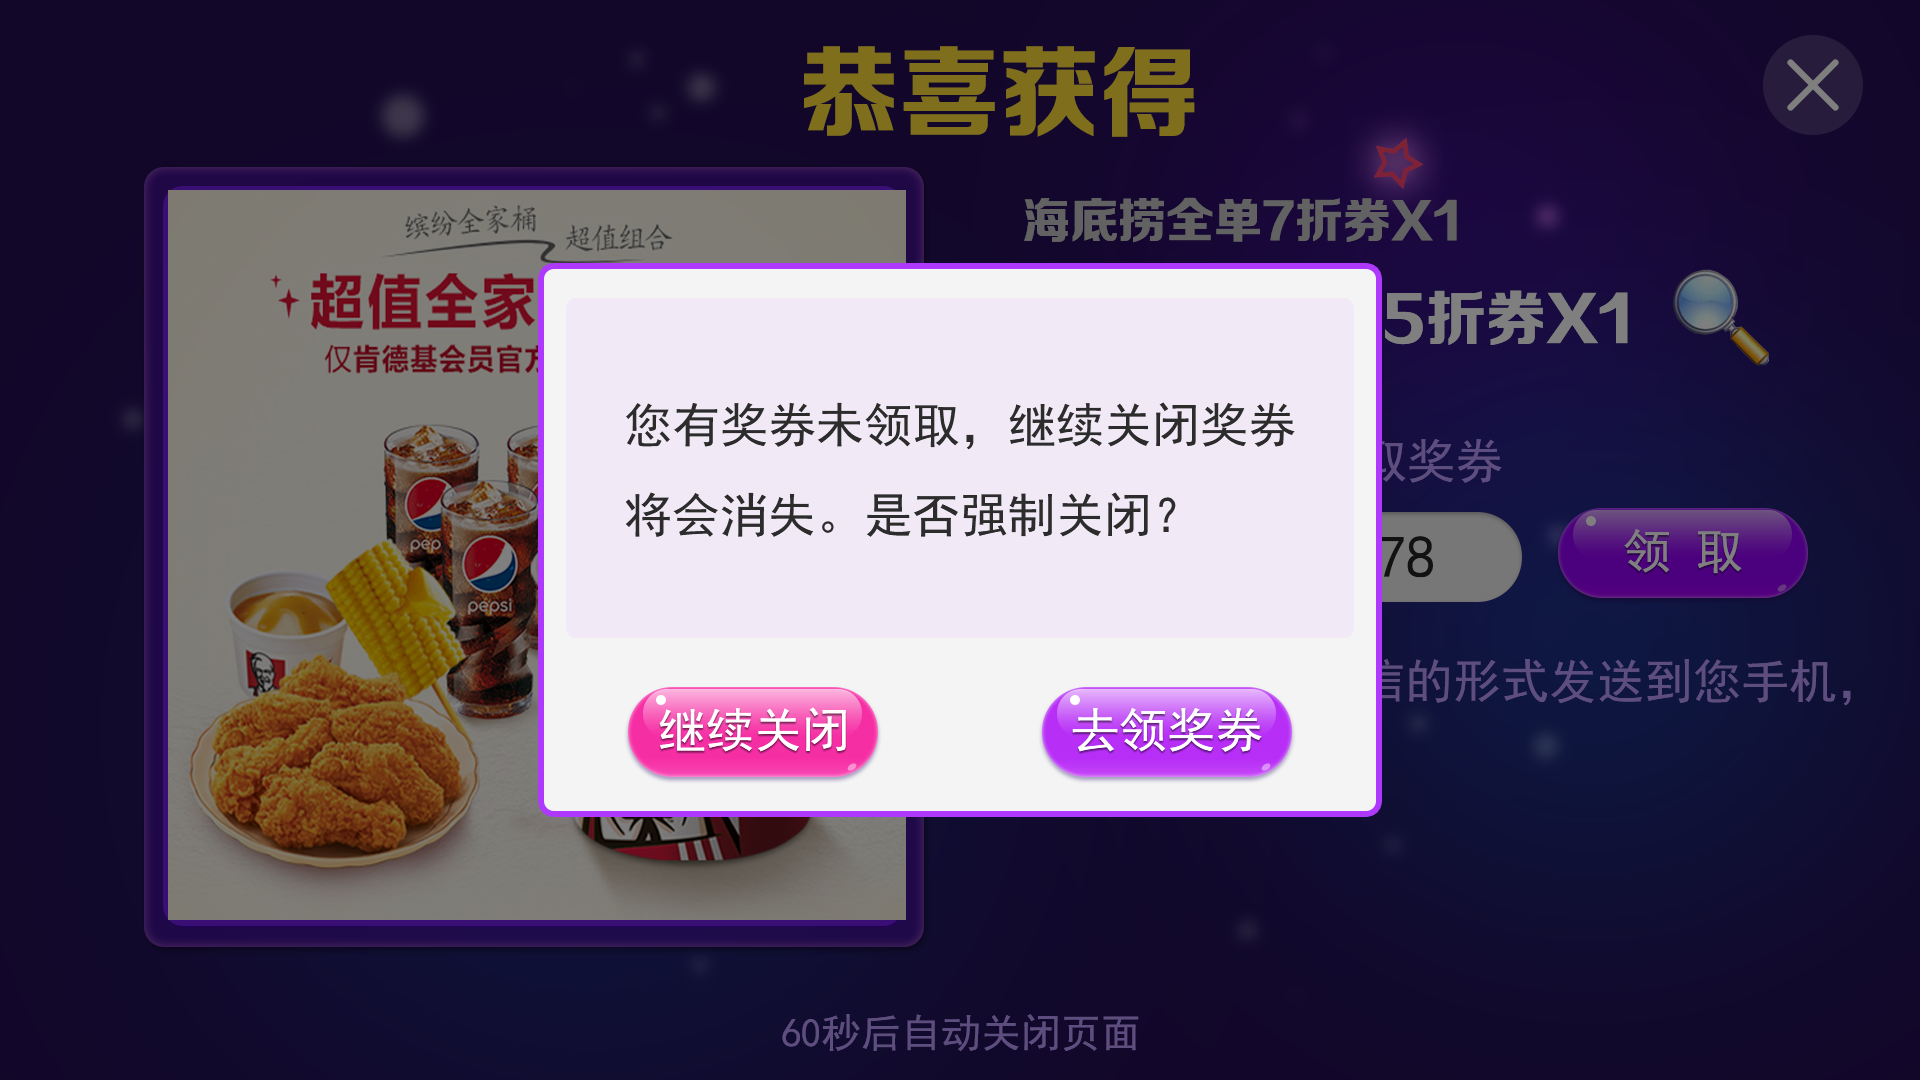 恭喜获得
缤纷全家桶
超值组合
超值全家
仅肯德基会员官方
海底捞全单7折券X1
5折券X1
您有奖券未领取，继续关闭奖券
将会消失。是否强制关闭？
继续关闭
去领奖券
取奖券
78
领 取
信的形式发送到您手机，
pep
pepsi
60秒后自动关闭页面